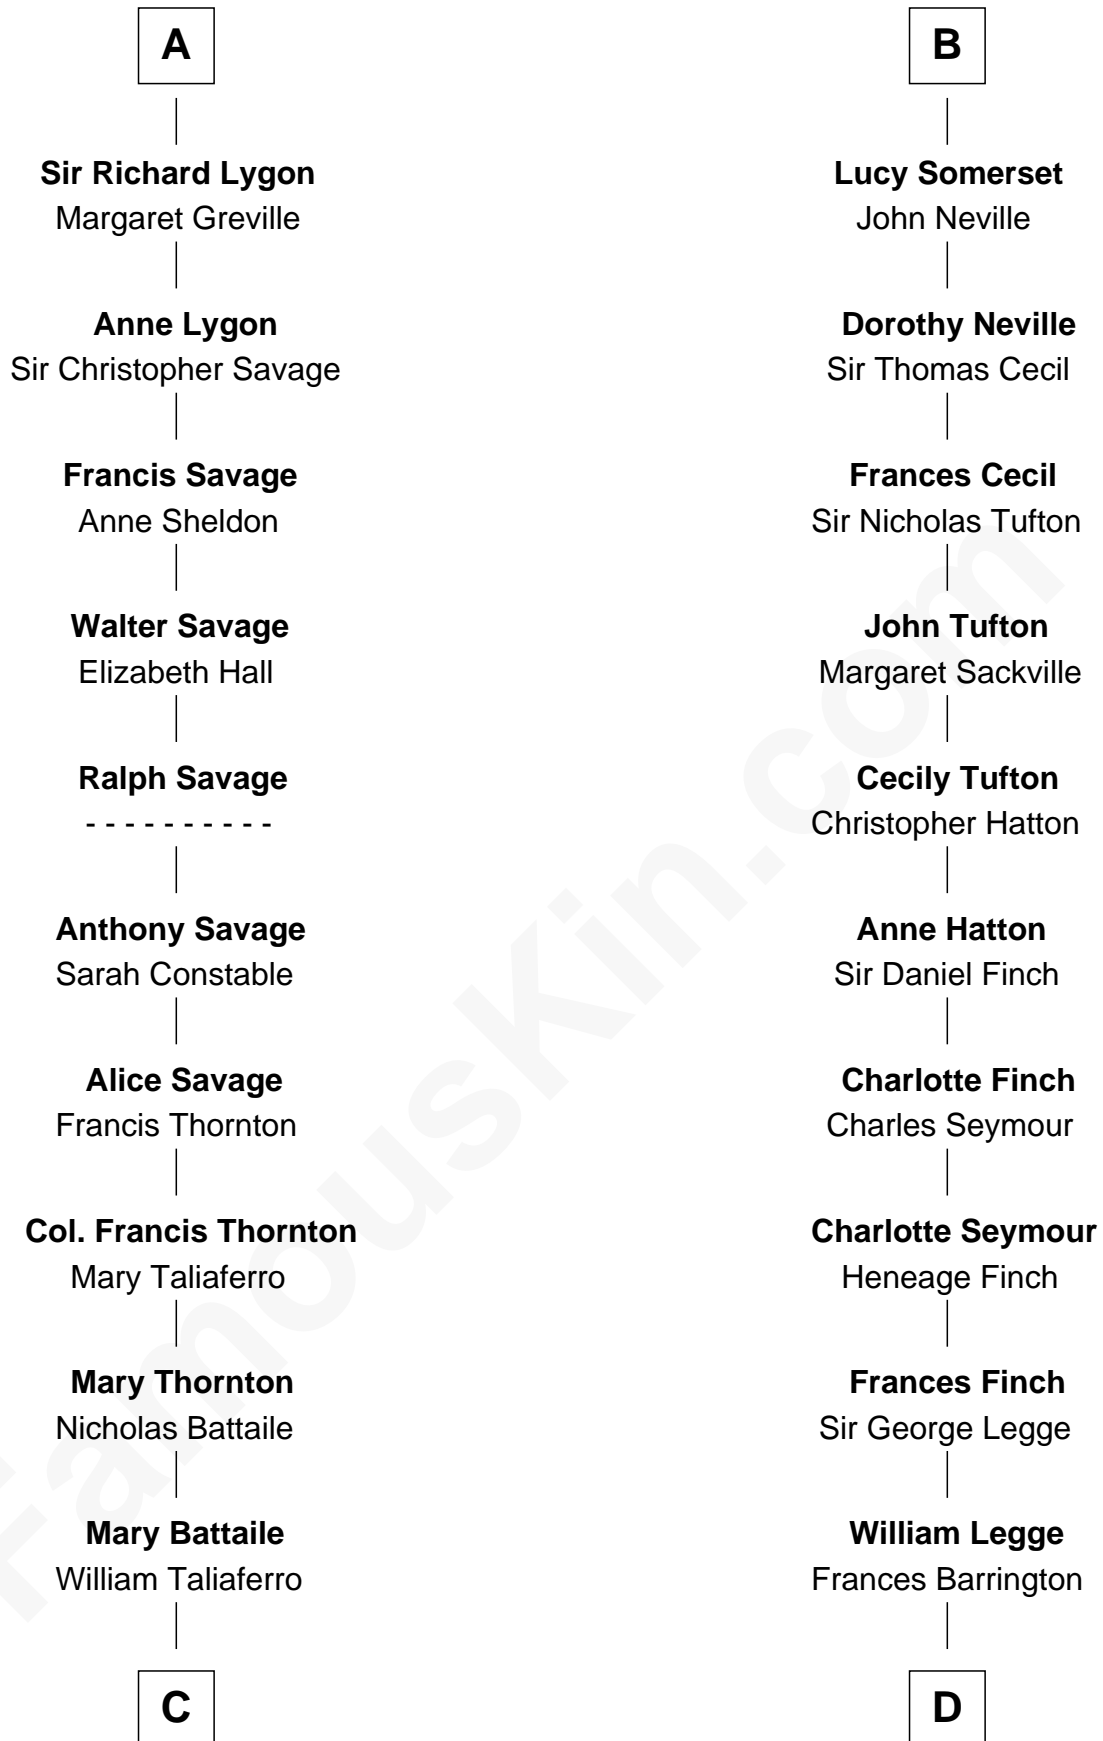 A
Sir Richard Lygon
Margaret Greville
Anne Lygon
Sir Christopher Savage
Francis Savage
Anne Sheldon
Walter Savage
Elizabeth Hall
Ralph Savage
- - - - - - - - - -
Anthony Savage
Sarah Constable
Alice Savage
Francis Thornton
Col. Francis Thornton
Mary Taliaferro
Mary Thornton
Nicholas Battaile
Mary Battaile
William Taliaferro
C
B
Lucy Somerset
John Neville
Dorothy Neville
Sir Thomas Cecil
Frances Cecil
Sir Nicholas Tufton
John Tufton
Margaret Sackville
Cecily Tufton
Christopher Hatton
Anne Hatton
Sir Daniel Finch
Charlotte Finch
Charles Seymour
Charlotte Seymour
Heneage Finch
Frances Finch
Sir George Legge
William Legge
Frances Barrington
D
FamousKin.com